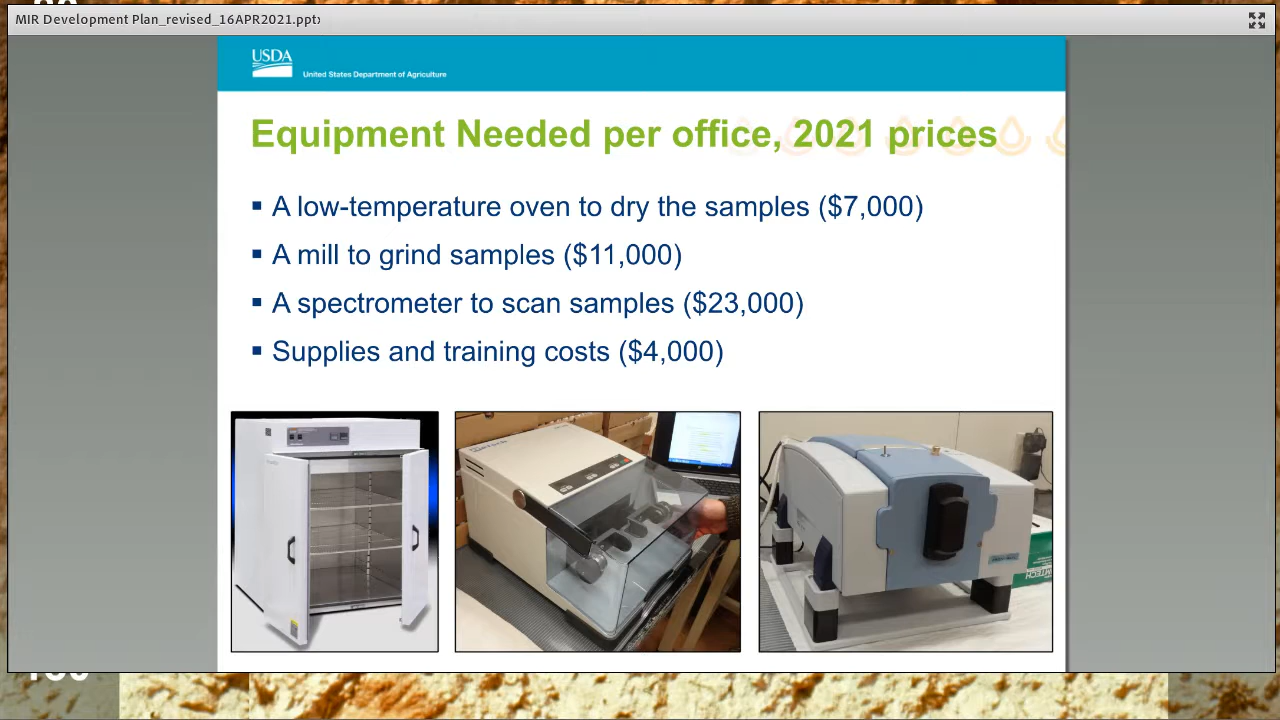 MIR Development Plan_revised_16APR2021.pptx
USDA
United States Department of Agriculture
Equipment Needed per office, 2021 prices
▪ A low-temperature oven to dry the samples ($7,000)
▪ A mill to grind samples ($11,000)
▪ A spectrometer to scan samples ($23,000)
▪ Supplies and training costs ($4,000)